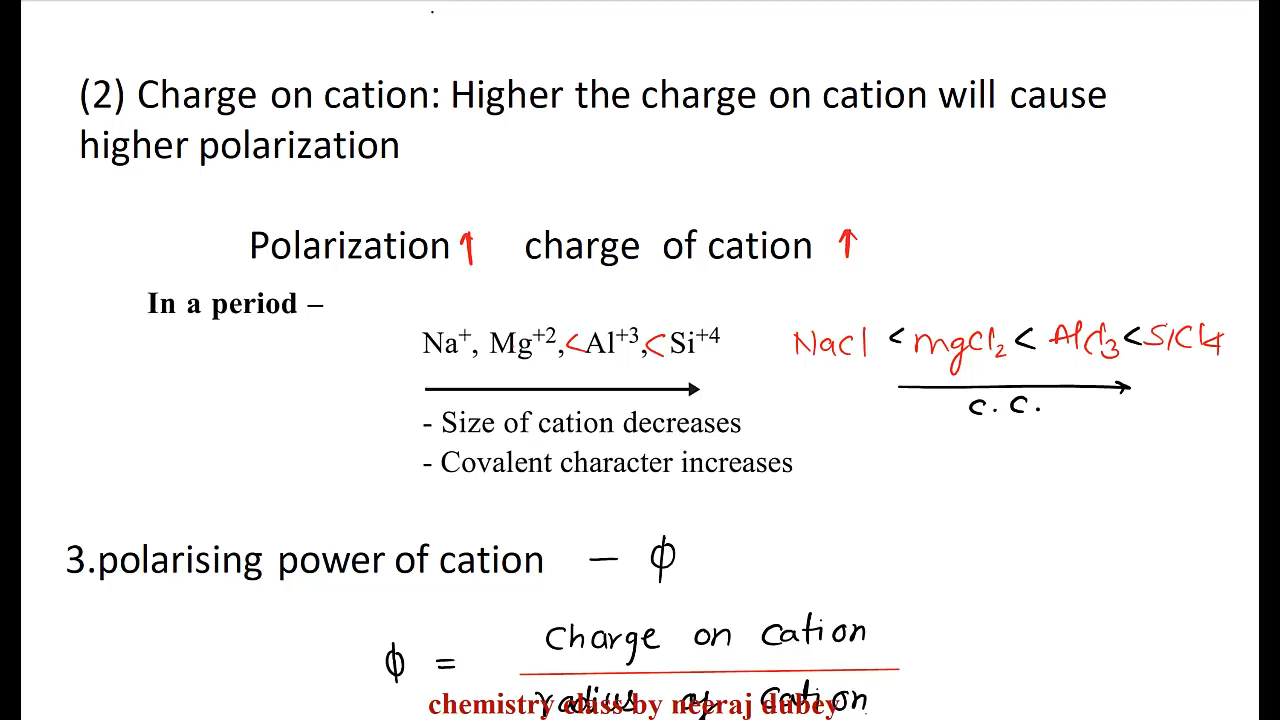 (2) Charge on cation: Higher the charge on cation will cause
higher polarization
Polarization ↑ charge of cation ↑
In a period –
Na⁺, Mg⁺², < Al⁺³, < Si⁺⁴ NaCl < mgCl₂ < AlCl₃ < SiCl₄
- Size of cation decreases C. C.
- Covalent character increases
3.polarising power of cation – ϕ
ϕ = Charge on cation
radius of cation
chemistry class by neeraj dubey